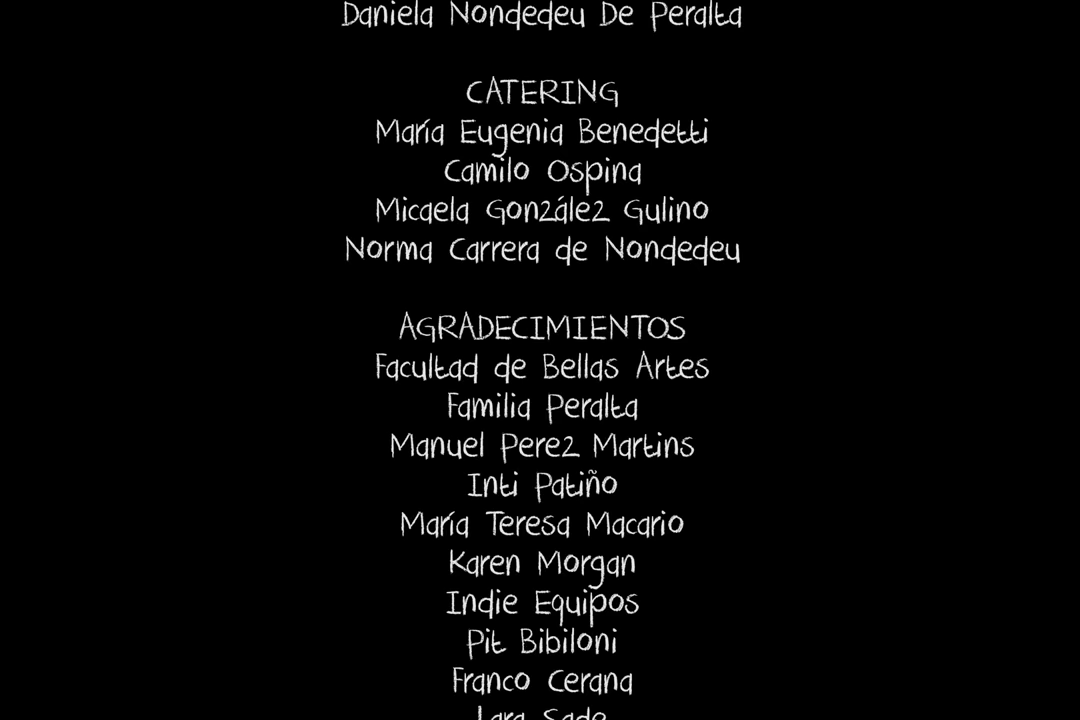 Daniela Nondedeu De Peralta
CATERING
María Eugenia Benedetti
Camilo Ospina
Micaela González Gulino
Norma Carrera de Nondedeu
AGRADECIMIENTOS
Facultad de Bellas Artes
Familia Peralta
Manuel Perez Martins
Inti Patiño
María Teresa Macario
Karen Morgan
Indie Equipos
Pit Bibiloni
Franco Cerana
Lara Sade